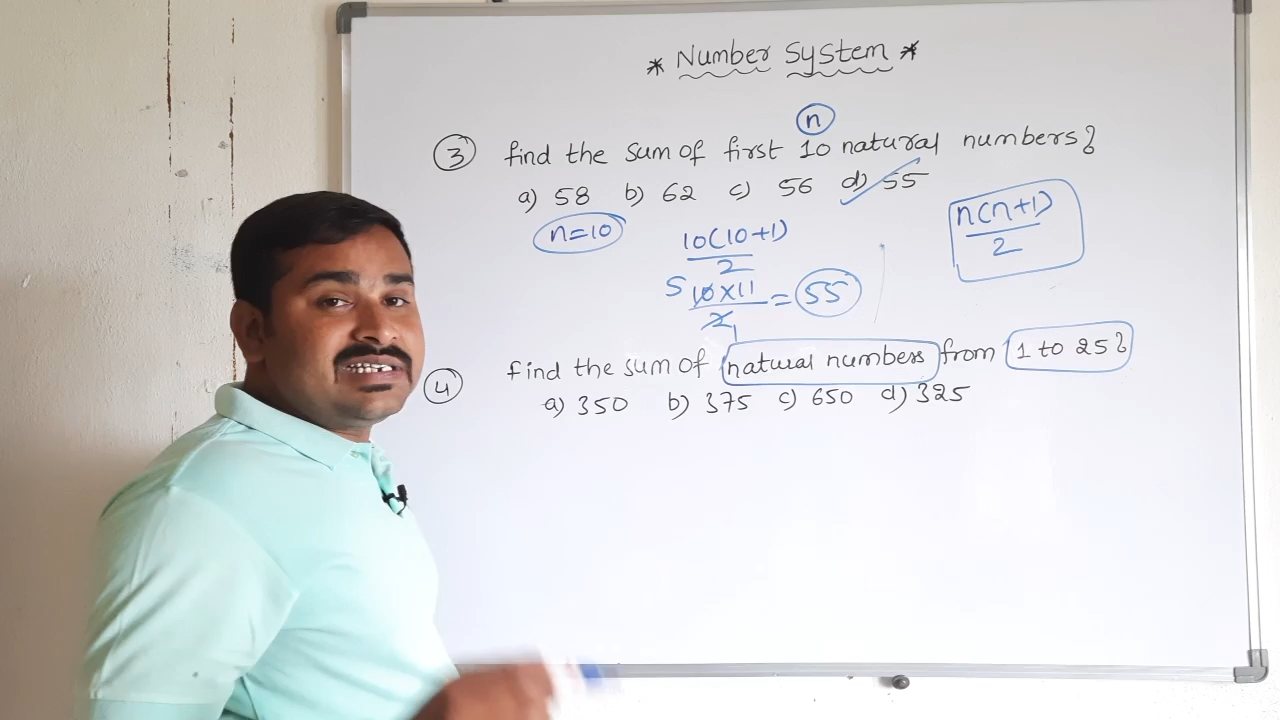 * Number System *
n
③ find the sum of first 10 natural numbers?
a) 58 b) 62 c) 56 d) 55
n=10
10(10+1)
2
5 10 x 11 = 55
2 1
n(n+1)
2
④ find the sum of natural numbers from 1 to 25?
a) 350 b) 375 c) 650 d) 325